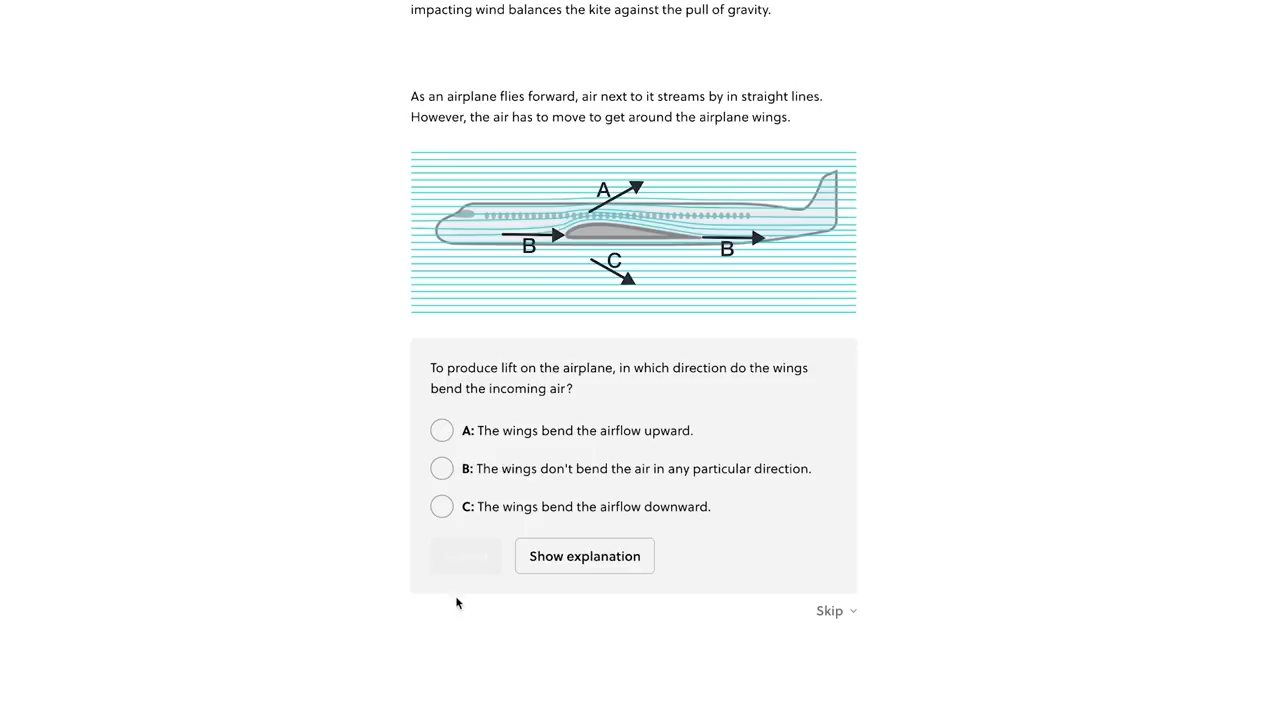 impacting wind balances the kite against the pull of gravity.
As an airplane flies forward, air next to it streams by in straight lines.
However, the air has to move to get around the airplane wings.
A
B
B
C
To produce lift on the airplane, in which direction do the wings
bend the incoming air?
A: The wings bend the airflow upward.
B: The wings don't bend the air in any particular direction.
C: The wings bend the airflow downward.
Show explanation
Skip